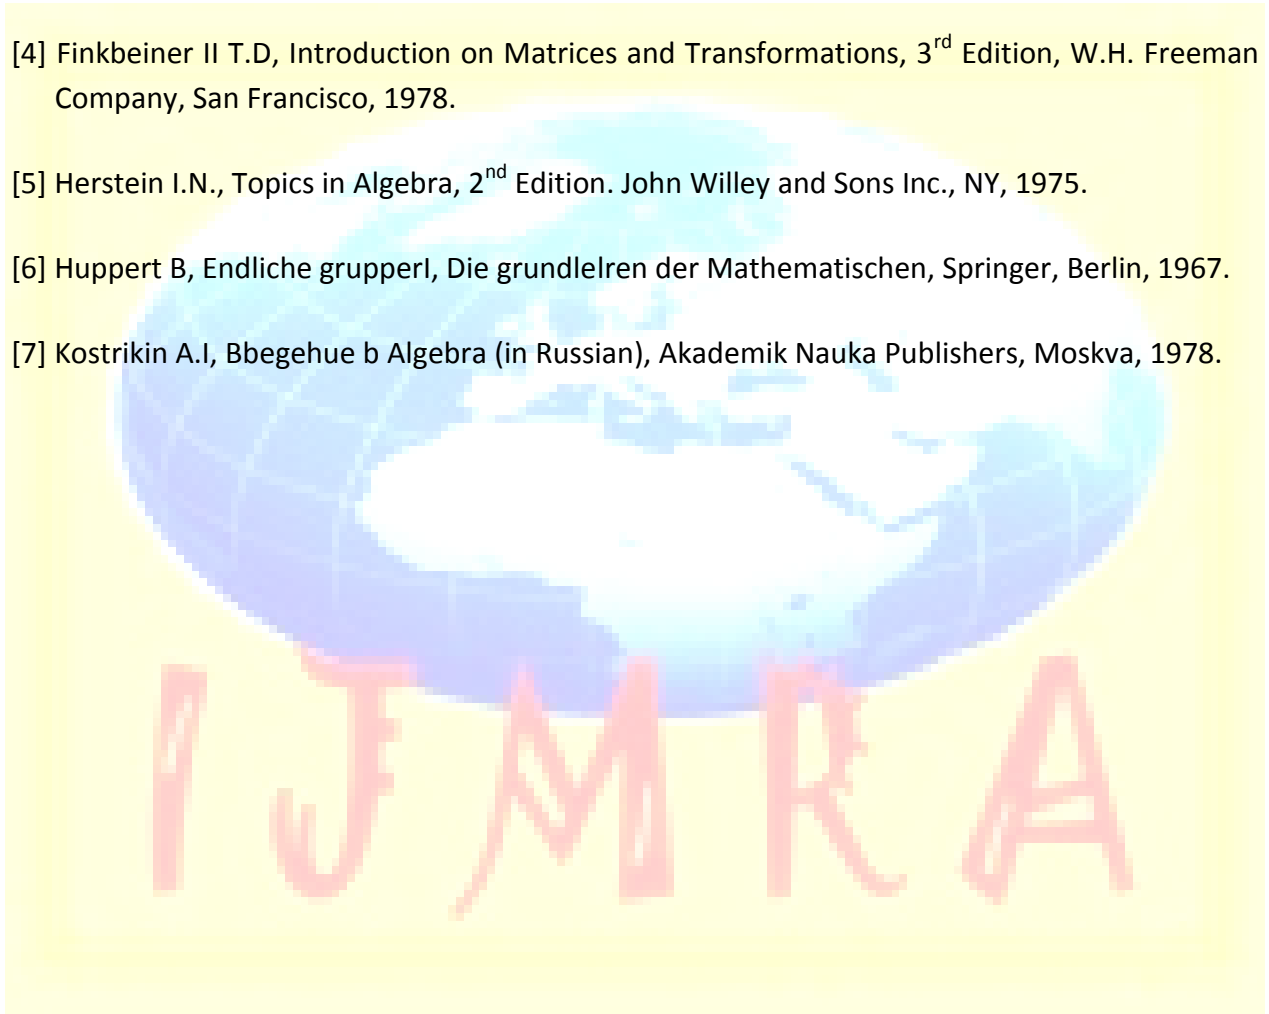 [4] Finkbeiner II T.D, Introduction on Matrices and Transformations, 3rd Edition, W.H. Freeman
Company, San Francisco, 1978.
[5] Herstein I.N., Topics in Algebra, 2nd Edition. John Willey and Sons Inc., NY, 1975.
[6] Huppert B, Endliche grupperI, Die grundlelren der Mathematischen, Springer, Berlin, 1967.
[7] Kostrikin A.I, Bbegehue b Algebra (in Russian), Akademik Nauka Publishers, Moskva, 1978.
IJMRA